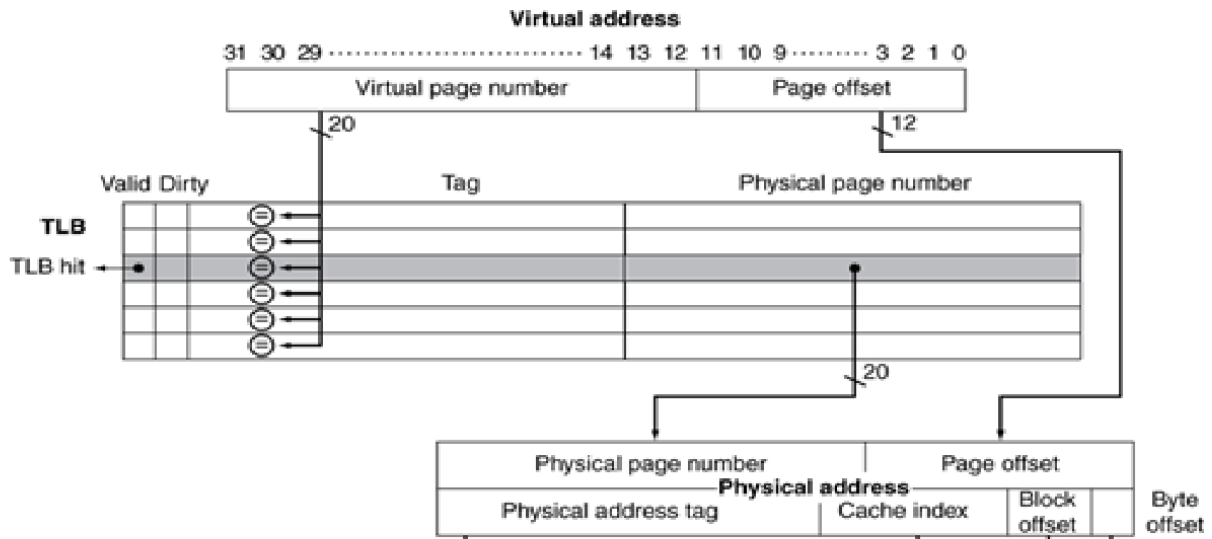 Virtual address
31 30 29 ........................... 14 13 12 11 10 9 ......... 3 2 1 0
Virtual page number Page offset
20 12
Valid Dirty Tag Physical page number
TLB
=
=
TLB hit =
=
=
=
20
Physical page number Page offset
Physical address
Physical address tag Cache index Block offset Byte offset